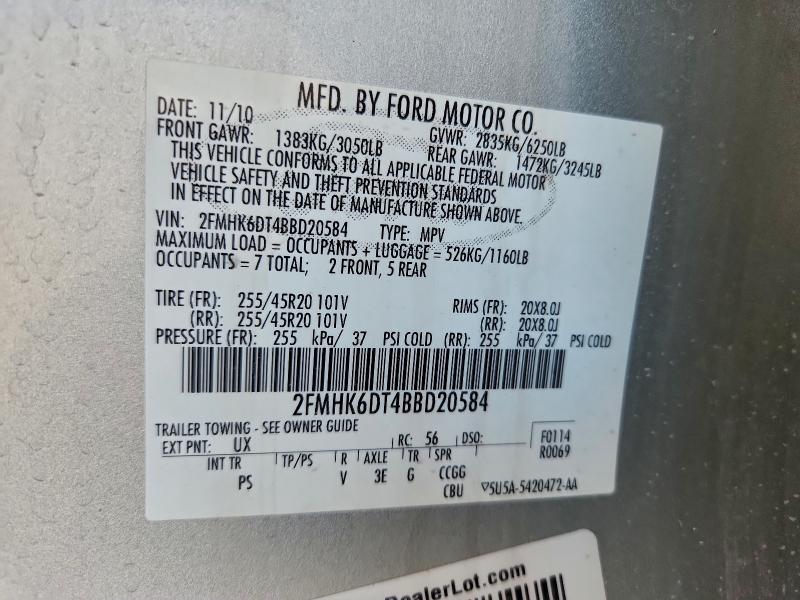 MFD. BY FORD MOTOR CO.
DATE: 11/10 GVWR: 2835KG/6250LB
FRONT GAWR: 1383KG/3050LB REAR GAWR: 1472KG/3245LB
THIS VEHICLE CONFORMS TO ALL APPLICABLE FEDERAL MOTOR
VEHICLE SAFETY AND THEFT PREVENTION STANDARDS
IN EFFECT ON THE DATE OF MANUFACTURE SHOWN ABOVE.
VIN: 2FMHK6DT4BBD20584 TYPE: MPV
MAXIMUM LOAD = OCCUPANTS + LUGGAGE = 526KG/1160LB
OCCUPANTS = 7 TOTAL; 2 FRONT, 5 REAR
TIRE (FR): 255/45R20 101V RIMS (FR): 20X8.0J
(RR): 255/45R20 101V (RR): 20X8.0J
PRESSURE (FR): 255 kPa/ 37 PSI COLD (RR): 255 kPa/ 37 PSI COLD
2FMHK6DT4BBD20584
TRAILER TOWING - SEE OWNER GUIDE
EXT PNT: UX RC: 56 DSO: F0114
R0069
INT TR TP/PS R AXLE TR SPR
PS V 3E G CCGG
CBU ▽5U5A-5420472-AA
DealerLot.com